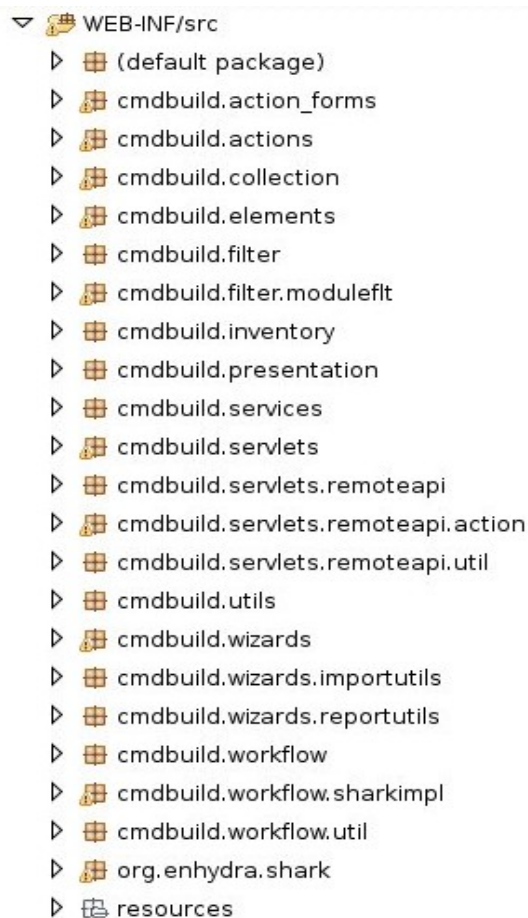 WEB-INF/src
(default package)
cmdbuild.action_forms
cmdbuild.actions
cmdbuild.collection
cmdbuild.elements
cmdbuild.filter
cmdbuild.filter.moduleflt
cmdbuild.inventory
cmdbuild.presentation
cmdbuild.services
cmdbuild.servlets
cmdbuild.servlets.remoteapi
cmdbuild.servlets.remoteapi.action
cmdbuild.servlets.remoteapi.util
cmdbuild.utils
cmdbuild.wizards
cmdbuild.wizards.importutils
cmdbuild.wizards.reportutils
cmdbuild.workflow
cmdbuild.workflow.sharkimpl
cmdbuild.workflow.util
org.enhydra.shark
resources